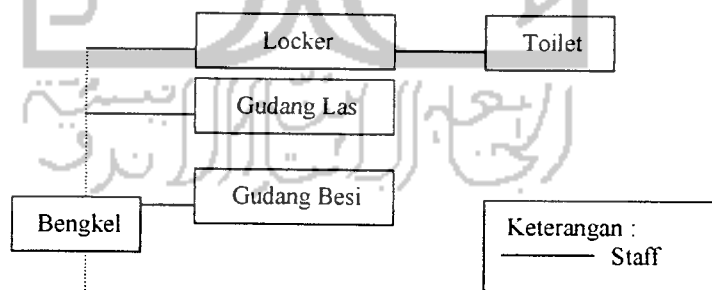 Locker
Toilet
Gudang Las
Gudang Besi
Bengkel
Keterangan :
Staff